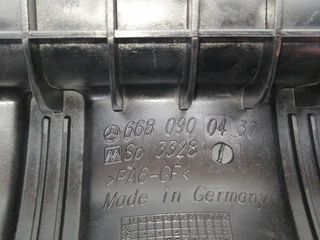 668 090 04 37
Sp 3328
>PA6-GF<
Made in Germany